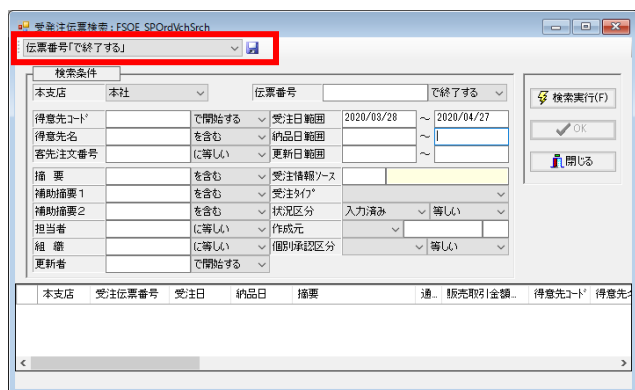 受発注伝票検索 : FSOE_SPOrdVchSrch
伝票番号「で終了する」
検索条件
本支店 本社 伝票番号 で終了する
得意先ｺｰﾄﾞ で開始する 受注日範囲 2020/03/28 ～ 2020/04/27
得意先名 を含む 納品日範囲 ～
客先注文番号 に等しい 更新日範囲 ～
摘 要 を含む 受注情報ソース
補助摘要1 を含む 受注ﾀｲﾌﾟ
補助摘要2 を含む 状況区分 入力済み 等しい
担当者 に等しい 作成元
組 織 に等しい 個別承認区分 等しい
更新者 で開始する
検索実行(F)
OK
閉じる
本支店 受注伝票番号 受注日 納品日 摘要 通... 販売取引金額... 得意先ｺｰﾄﾞ 得意先